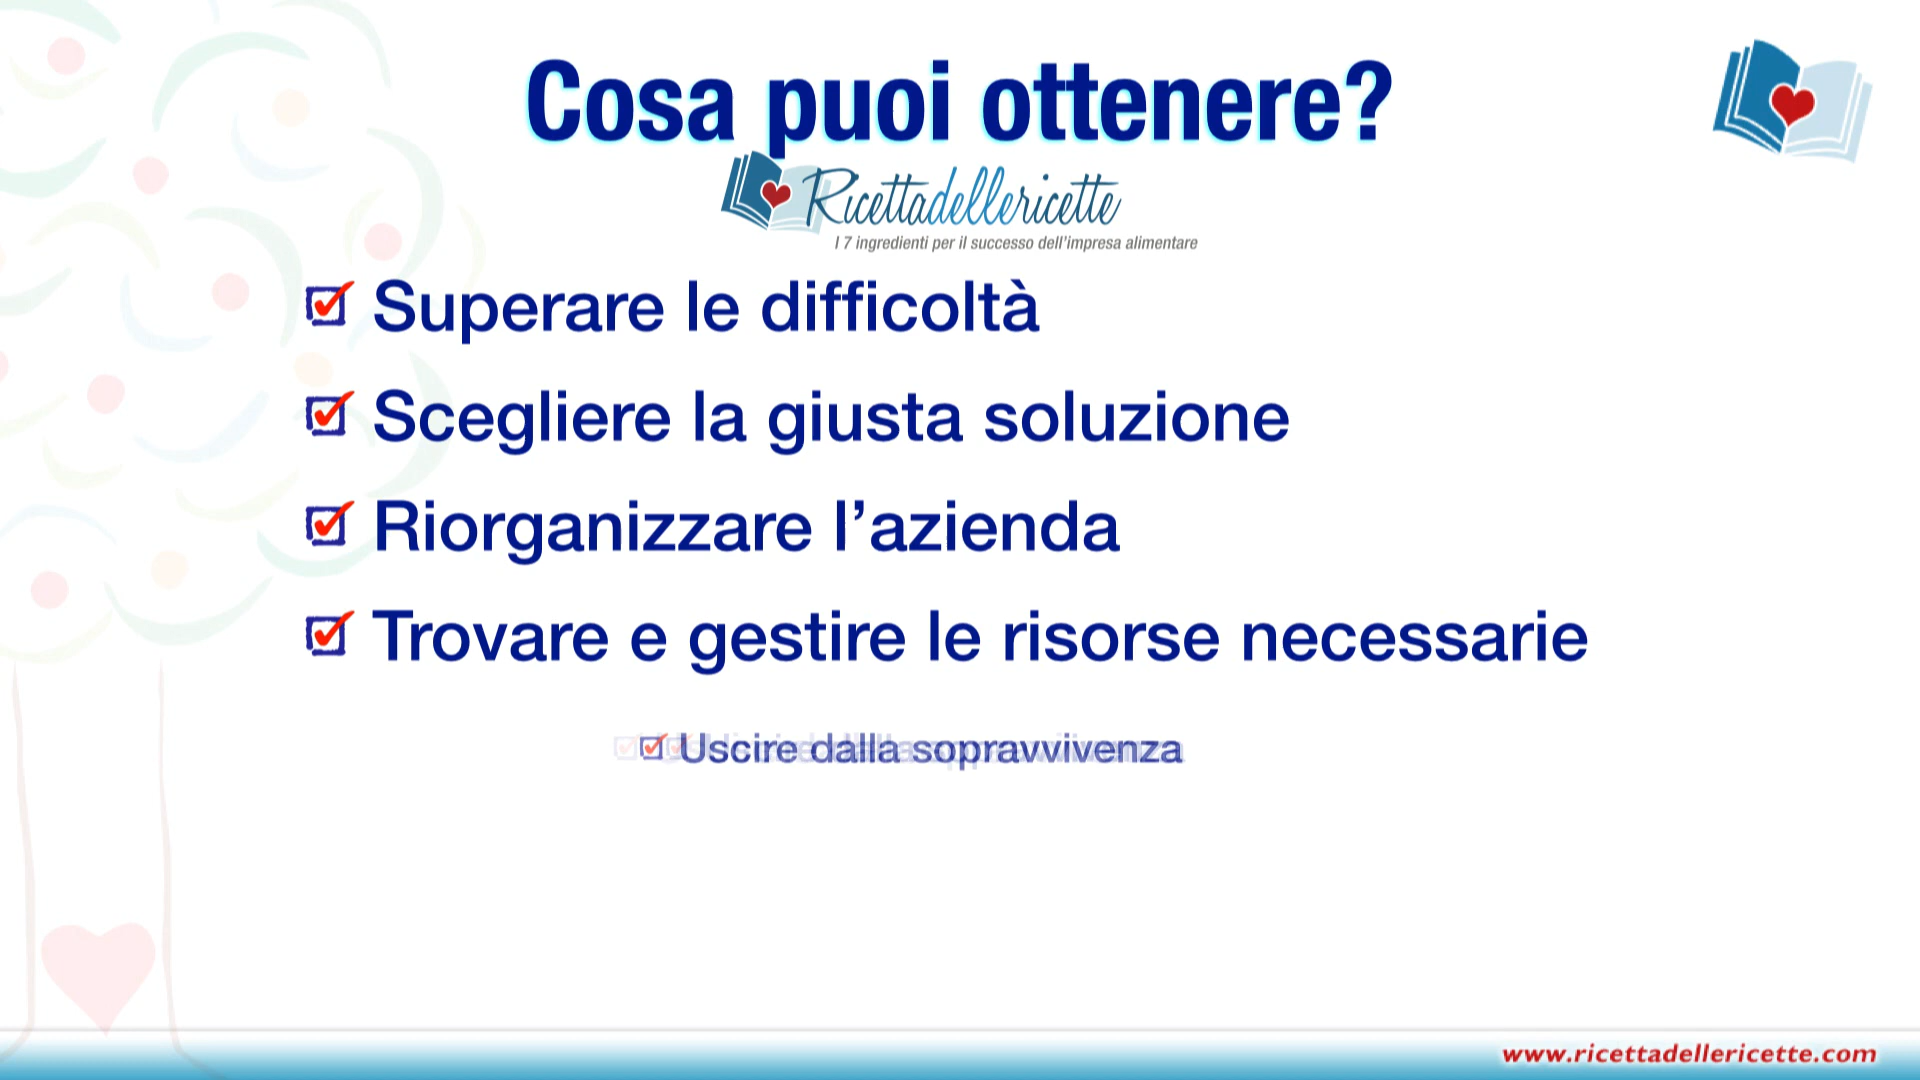 Cosa puoi ottenere?
Ricettadellericette
I 7 ingredienti per il successo dell'impresa alimentare
Superare le difficoltà
Scegliere la giusta soluzione
Riorganizzare l’azienda
Trovare e gestire le risorse necessarie
Uscire dalla sopravvivenza
www.ricettadellericette.com